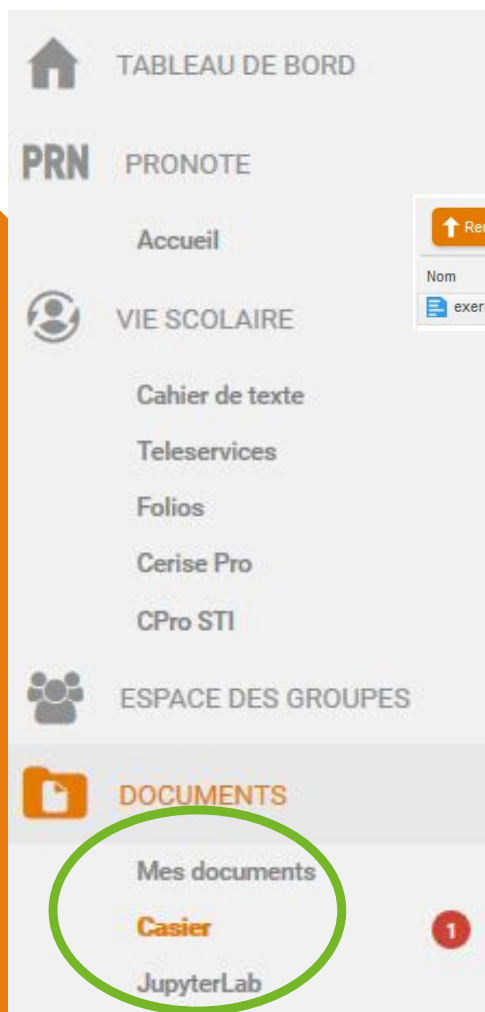 TABLEAU DE BORD
PRN PRONOTE
Accueil
Nom
VIE SCOLAIRE
Cahier de texte
Teleservices
Folios
Cerise Pro
CPro STI
ESPACE DES GROUPES
DOCUMENTS
Mes documents
Casier 1
JupyterLab